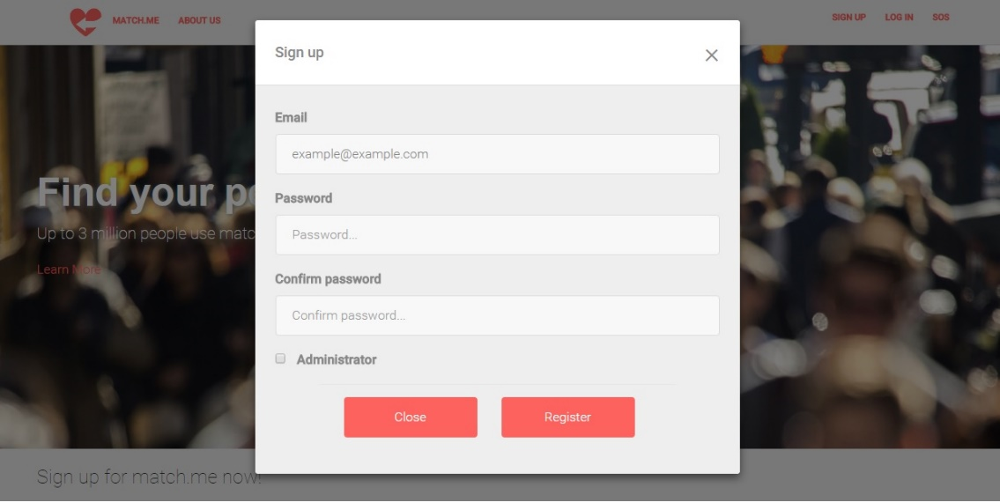 MATCH.ME ABOUT US SIGN UP LOG IN SOS
Sign up
Email
example@example.com
Password
Password...
Confirm password
Confirm password...
Administrator
Close Register
Find your
Up to 3 million people use
Learn More
Sign up for match.me now!